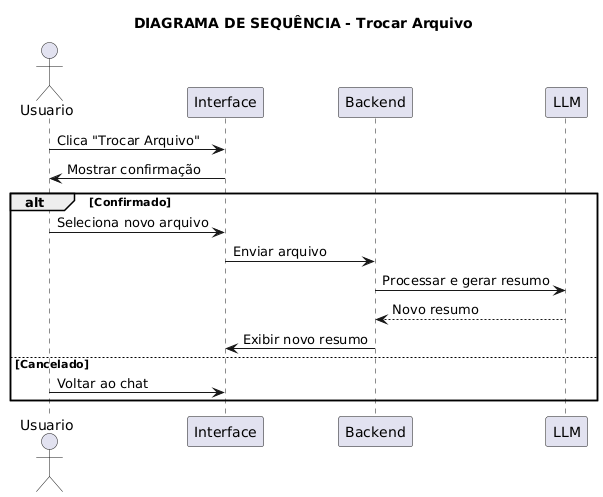 DIAGRAMA DE SEQUÊNCIA - Trocar Arquivo
Usuario
Interface
Backend
LLM
Clica "Trocar Arquivo"
Mostrar confirmação
alt
[Confirmado]
Seleciona novo arquivo
Enviar arquivo
Processar e gerar resumo
Novo resumo
Exibir novo resumo
[Cancelado]
Voltar ao chat
Usuario
Interface
Backend
LLM